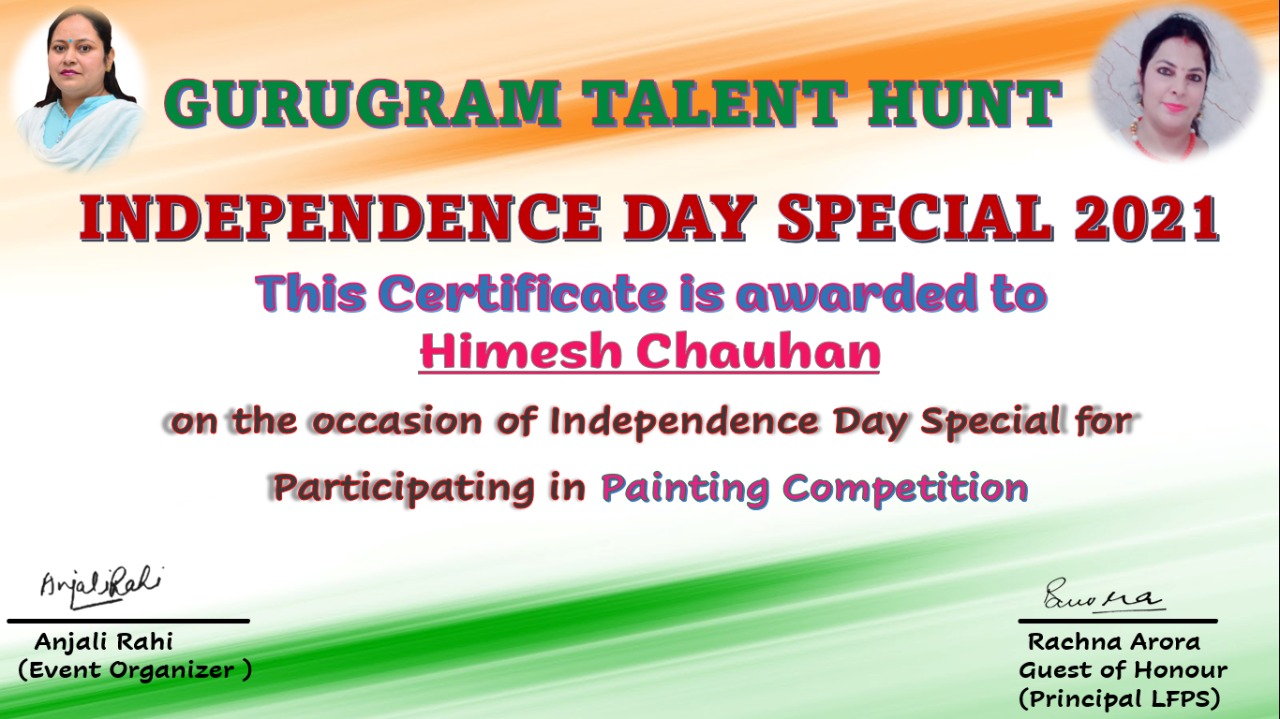 GURUGRAM TALENT HUNT
INDEPENDENCE DAY SPECIAL 2021
This Certificate is awarded to
Himesh Chauhan
on the occasion of Independence Day Special for
Participating in Painting Competition
Anjali Rahi
Anjali Rahi
(Event Organizer )
Rachna Arora
Guest of Honour
(Principal LFPS)